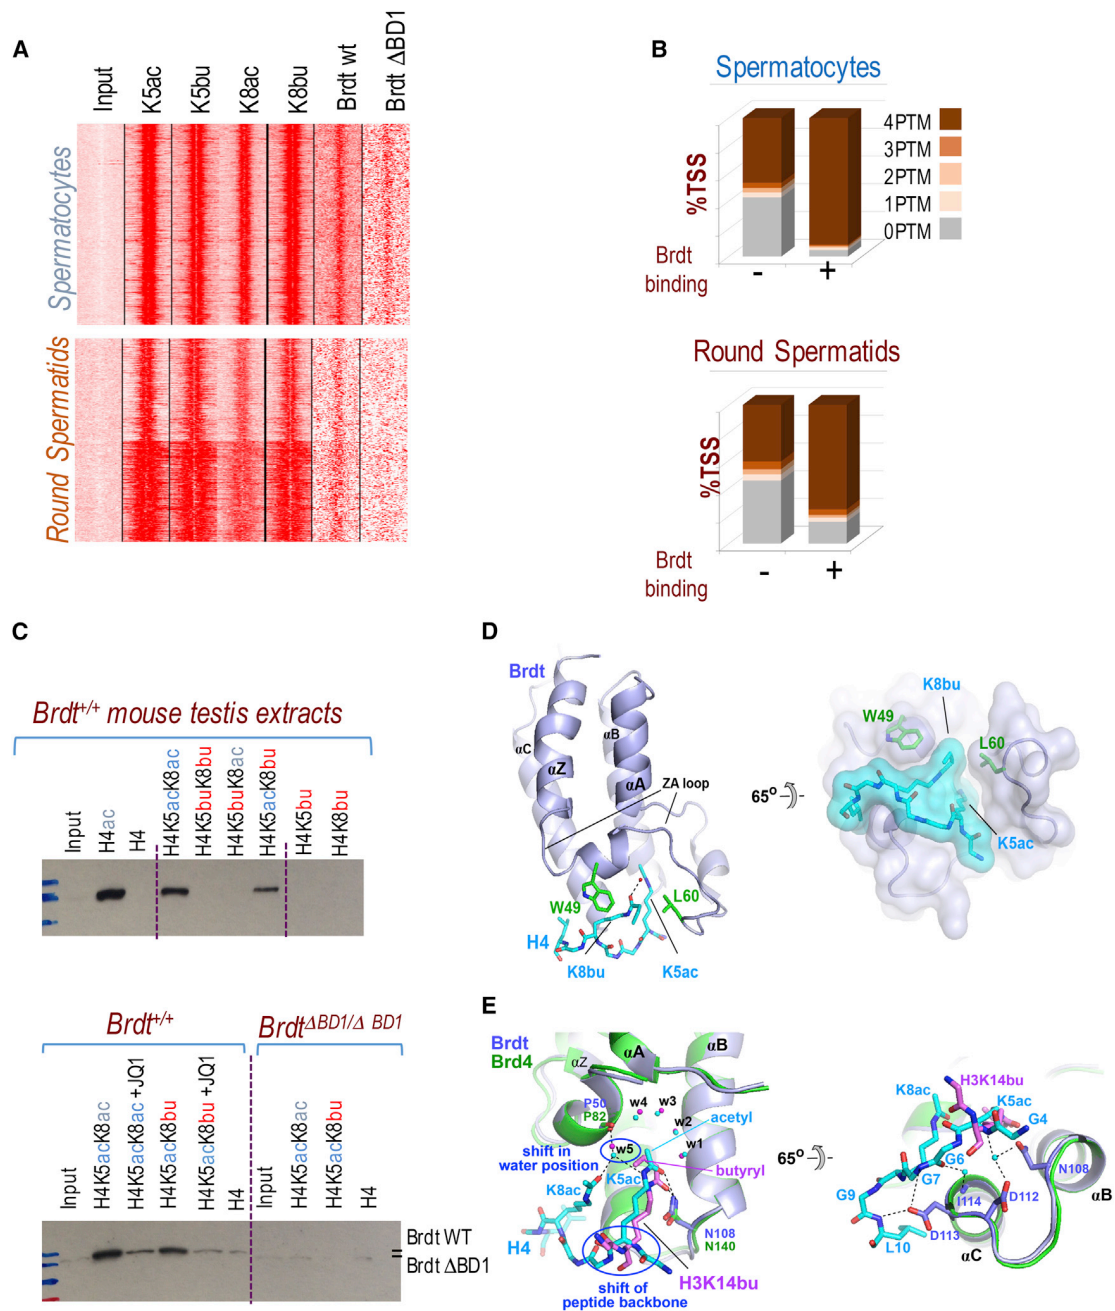 A
Input
K5ac
K5bu
K8ac
K8bu
Brdt wt
Brdt ΔBD1
Spermatocytes
Round Spermatids
B
Spermatocytes
%TSS
4PTM
3PTM
2PTM
1PTM
0PTM
Brdt binding
-
+
Round Spermatids
%TSS
Brdt binding
-
+
C
Brdt+/+ mouse testis extracts
Input
H4ac
H4
H4K5acK8ac
H4K5buK8bu
H4K5buK8ac
H4K5acK8bu
H4K5bu
H4K8bu
Brdt+/+
BrdtΔBD1/Δ BD1
Input
H4K5acK8ac
H4K5acK8ac +JQ1
H4K5acK8bu
H4K5acK8bu +JQ1
H4
Input
H4K5acK8ac
H4K5acK8bu
H4
Brdt WT
Brdt ΔBD1
D
Brdt
αC
αZ
αB
αA
ZA loop
W49
L60
H4
K8bu
K5ac
65°
K8bu
W49
L60
K5ac
E
Brdt
Brd4
αZ
αA
αB
P50
P82
w4
w3
w2
w1
w5
acetyl
butyryl
shift in
water position
K5ac
K8ac
N108
N140
H4
H3K14bu
shift of
peptide backbone
65°
H3K14bu
K8ac
K5ac
G4
G6
G7
N108
G9
I114
D112
αB
L10
D113
αC